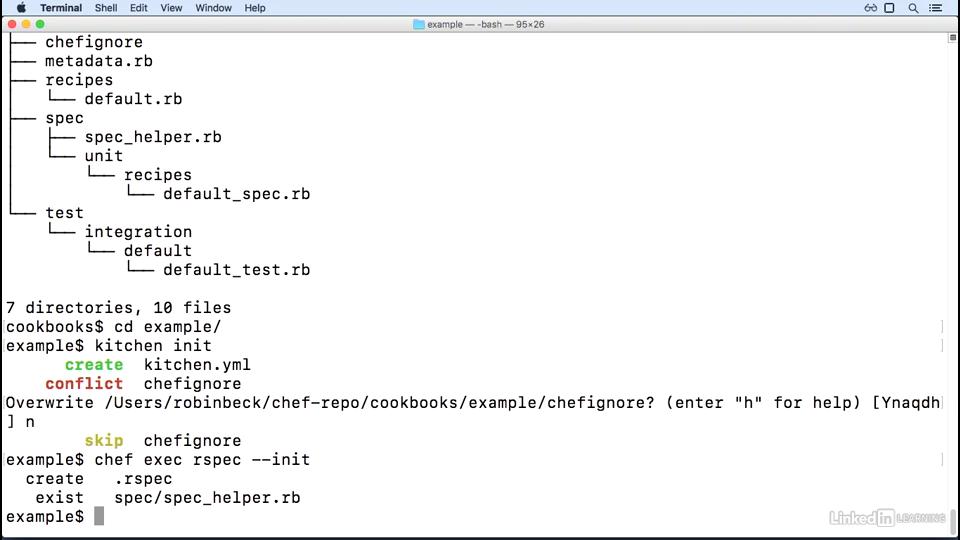 Terminal Shell Edit View Window Help
example — -bash — 95×26
├── chefignore
├── metadata.rb
├── recipes
│   └── default.rb
├── spec
│   ├── spec_helper.rb
│   └── unit
│       └── recipes
│           └── default_spec.rb
└── test
    └── integration
        └── default
            └── default_test.rb
7 directories, 10 files
cookbooks$ cd example/
example$ kitchen init
      create  kitchen.yml
    conflict  chefignore
Overwrite /Users/robinbeck/chef-repo/cookbooks/example/chefignore? (enter "h" for help) [Ynaqdh
] n
        skip  chefignore
example$ chef exec rspec --init
  create   .rspec
   exist   spec/spec_helper.rb
example$
Linked in LEARNING